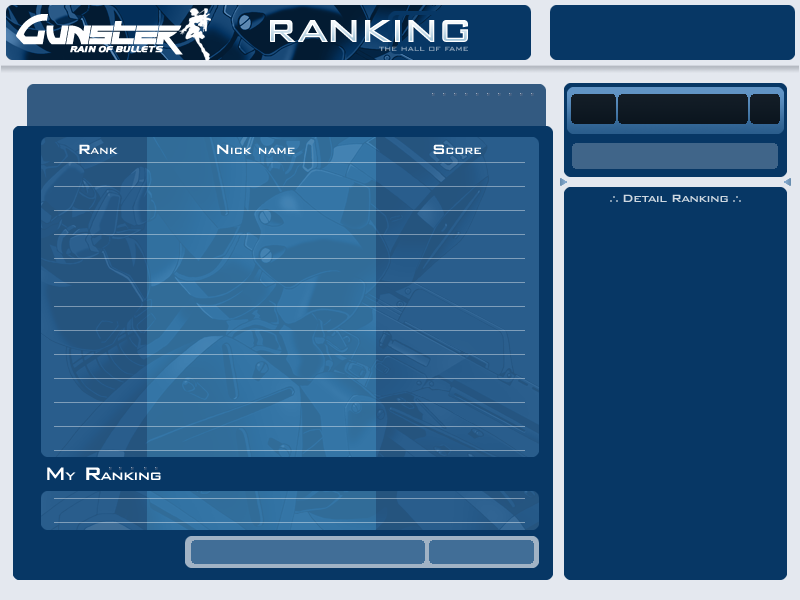 GUNSTER
RAIN OF BULLETS
RANKING
THE HALL OF FAME
RANK NICK NAME SCORE
∴ DETAIL RANKING ∴
MY RANKING